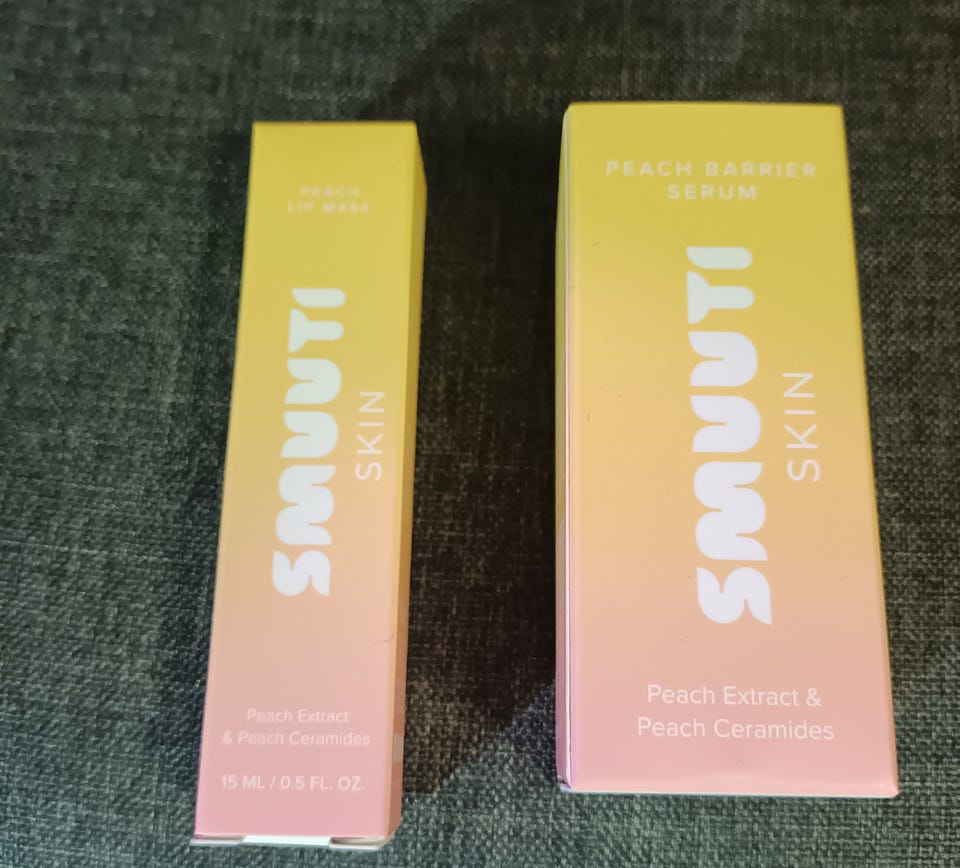 PEACH
LIP MASK
SMUUTI
SKIN
Peach Extract
& Peach Ceramides
15 ML / 0.5 FL. OZ.
PEACH BARRIER
SERUM
SMUUTI
SKIN
Peach Extract &
Peach Ceramides